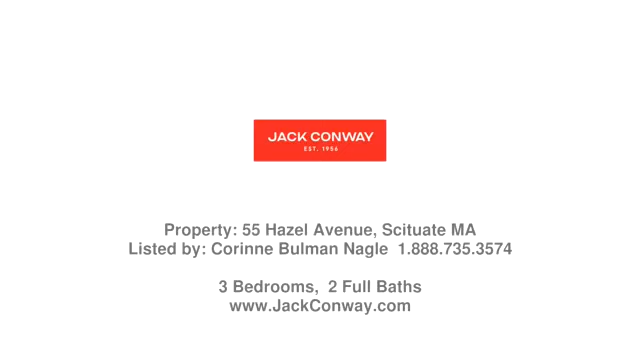 JACK CONWAY
EST. 1956
Property: 55 Hazel Avenue, Scituate MA
Listed by: Corinne Bulman Nagle  1.888.735.3574
3 Bedrooms,  2 Full Baths
www.JackConway.com